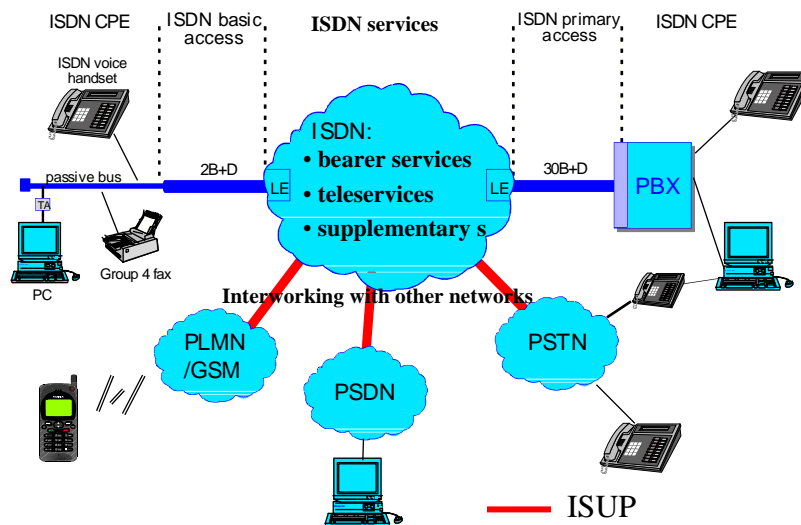 ISDN CPE
ISDN basic
access
ISDN services
ISDN primary
access
ISDN CPE
ISDN voice
handset
ISDN:
• bearer services
• teleservices
• supplementary s
passive bus
2B+D
LE
LE
30B+D
PBX
TA
PC
Group 4 fax
Interworking with other networks
PLMN
/GSM
PSDN
PSTN
ISUP